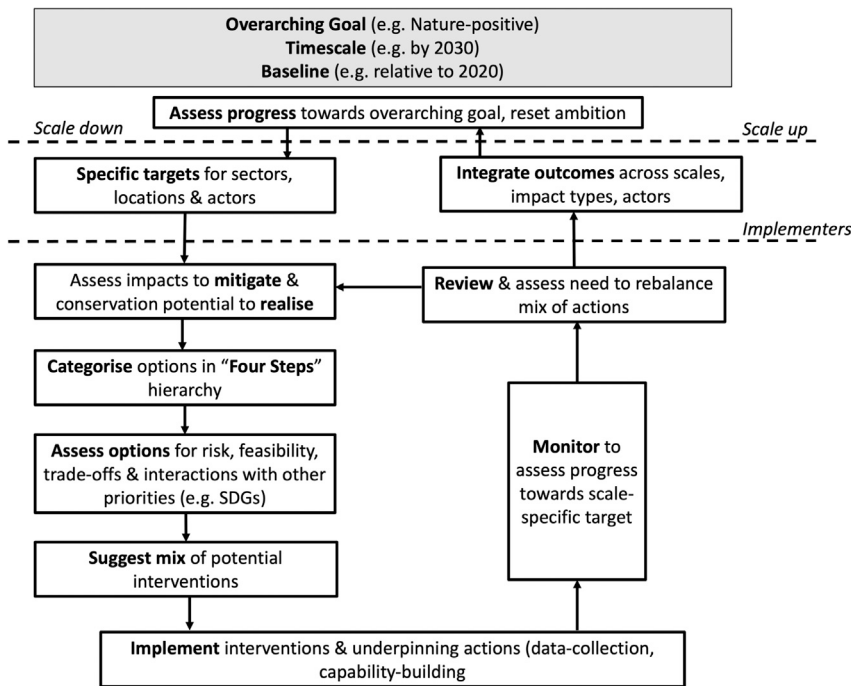 Overarching Goal (e.g. Nature-positive)
Timescale (e.g. by 2030)
Baseline (e.g. relative to 2020)
Assess progress towards overarching goal, reset ambition
Scale down
Scale up
Specific targets for sectors,
locations & actors
Integrate outcomes across scales,
impact types, actors
Implementers
Assess impacts to mitigate &
conservation potential to realise
Review & assess need to rebalance
mix of actions
Categorise options in “Four Steps”
hierarchy
Assess options for risk, feasibility,
trade-offs & interactions with other
priorities (e.g. SDGs)
Monitor to
assess progress
towards scale-
specific target
Suggest mix of potential
interventions
Implement interventions & underpinning actions (data-collection,
capability-building